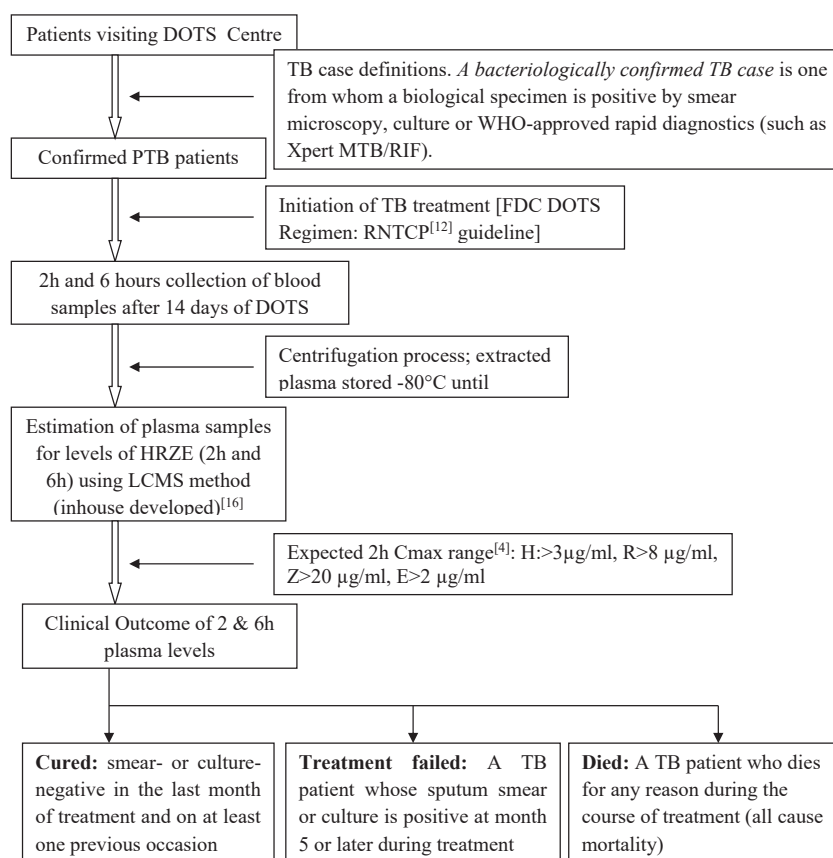 Patients visiting DOTS Centre
TB case definitions. A bacteriologically confirmed TB case is one
from whom a biological specimen is positive by smear
microscopy, culture or WHO-approved rapid diagnostics (such as
Xpert MTB/RIF).
Confirmed PTB patients
Initiation of TB treatment [FDC DOTS
Regimen: RNTCP[12] guideline]
2h and 6 hours collection of blood
samples after 14 days of DOTS
Centrifugation process; extracted
plasma stored -80°C until
Estimation of plasma samples
for levels of HRZE (2h and
6h) using LCMS method
(inhouse developed)[16]
Expected 2h Cmax range[4]: H:>3µg/ml, R>8 µg/ml,
Z>20 µg/ml, E>2 µg/ml
Clinical Outcome of 2 & 6h
plasma levels
Cured: smear- or culture-
negative in the last month
of treatment and on at least
one previous occasion
Treatment failed: A TB
patient whose sputum smear
or culture is positive at month
5 or later during treatment
Died: A TB patient who dies
for any reason during the
course of treatment (all cause
mortality)